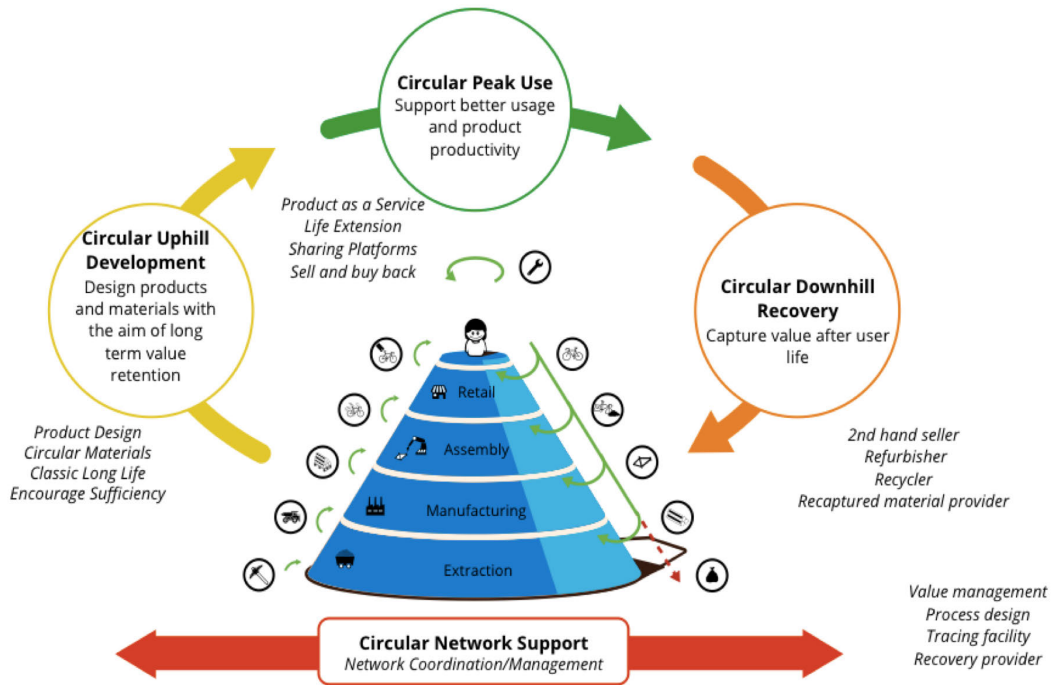 Circular Peak Use
Support better usage
and product
productivity
Circular Uphill
Development
Design products
and materials with
the aim of long
term value
retention
Product as a Service
Life Extension
Sharing Platforms
Sell and buy back
Circular Downhill
Recovery
Capture value after user
life
Product Design
Circular Materials
Classic Long Life
Encourage Sufficiency
Retail
Assembly
Manufacturing
Extraction
2nd hand seller
Refurbisher
Recycler
Recaptured material provider
Circular Network Support
Network Coordination/Management
Value management
Process design
Tracing facility
Recovery provider